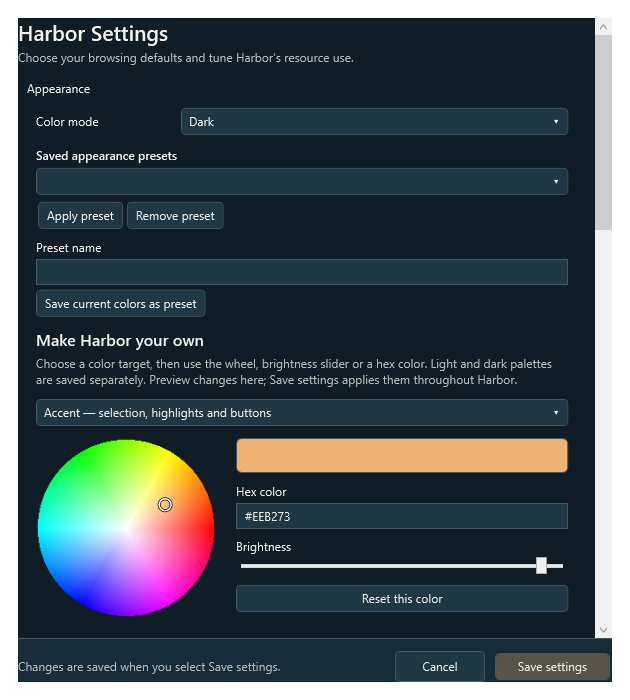 Harbor Settings
Choose your browsing defaults and tune Harbor's resource use.
Appearance
Color mode
Dark
Saved appearance presets
Apply preset
Remove preset
Preset name
Save current colors as preset
Make Harbor your own
Choose a color target, then use the wheel, brightness slider or a hex color. Light and dark palettes
are saved separately. Preview changes here; Save settings applies them throughout Harbor.
Accent — selection, highlights and buttons
Hex color
#EEB273
Brightness
Reset this color
Changes are saved when you select Save settings.
Cancel
Save settings